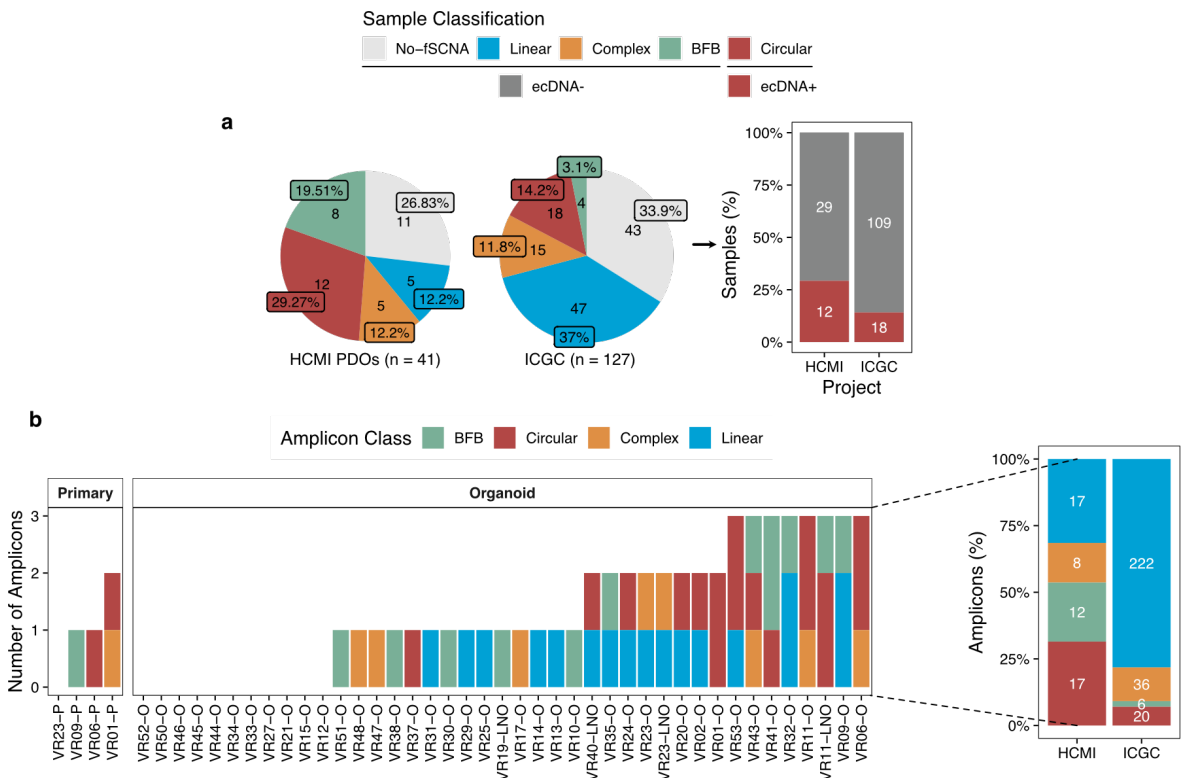 Sample Classification
No−fSCNA Linear Complex BFB Circular
ecDNA- ecDNA+
a
19.51%
8
26.83%
11
12
29.27%
5
12.2%
5
12.2%
HCMI PDOs (n = 41)
3.1%
4
14.2%
18
33.9%
43
11.8% 15
47
37%
ICGC (n = 127)
Samples (%)
100%
75%
50%
25%
0%
29 109
12 18
HCMI ICGC
Project
b
Amplicon Class BFB Circular Complex Linear
Primary Organoid
Number of Amplicons
3
2
1
0
VR23−P
VR09−P
VR06−P
VR01−P
VR52−O
VR50−O
VR46−O
VR45−O
VR44−O
VR34−O
VR33−O
VR27−O
VR21−O
VR15−O
VR12−O
VR51−O
VR48−O
VR47−O
VR38−O
VR37−O
VR31−O
VR30−O
VR29−O
VR25−O
VR19−LNO
VR17−O
VR14−O
VR13−O
VR10−O
VR40−LNO
VR35−O
VR24−O
VR23−O
VR23−LNO
VR20−O
VR02−O
VR01−O
VR53−O
VR43−O
VR41−O
VR32−O
VR11−O
VR11−LNO
VR09−O
VR06−O
Amplicons (%)
100%
75%
50%
25%
0%
17 222
8
12
17
36
6
20
HCMI ICGC